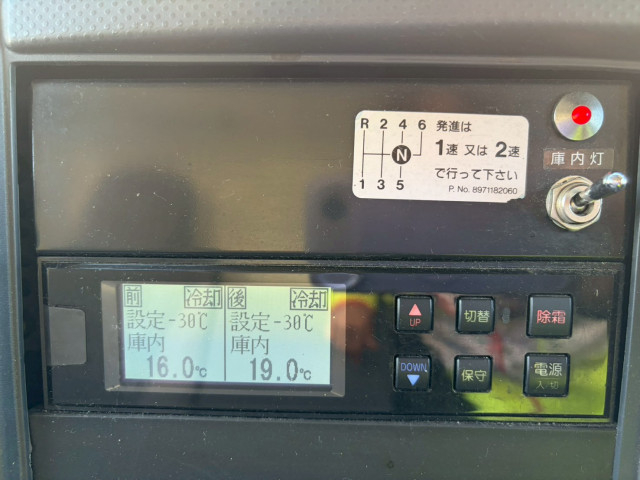 R 2 4 6
N
1 3 5
発進は
1速 又は 2速
で行って下さい
P. No. 8971182060
庫内灯
前 冷却
設定-30℃
庫内
16.0℃
後 冷却
設定-30℃
庫内
19.0℃
UP
切替
除霜
DOWN
保守
電源
入 切